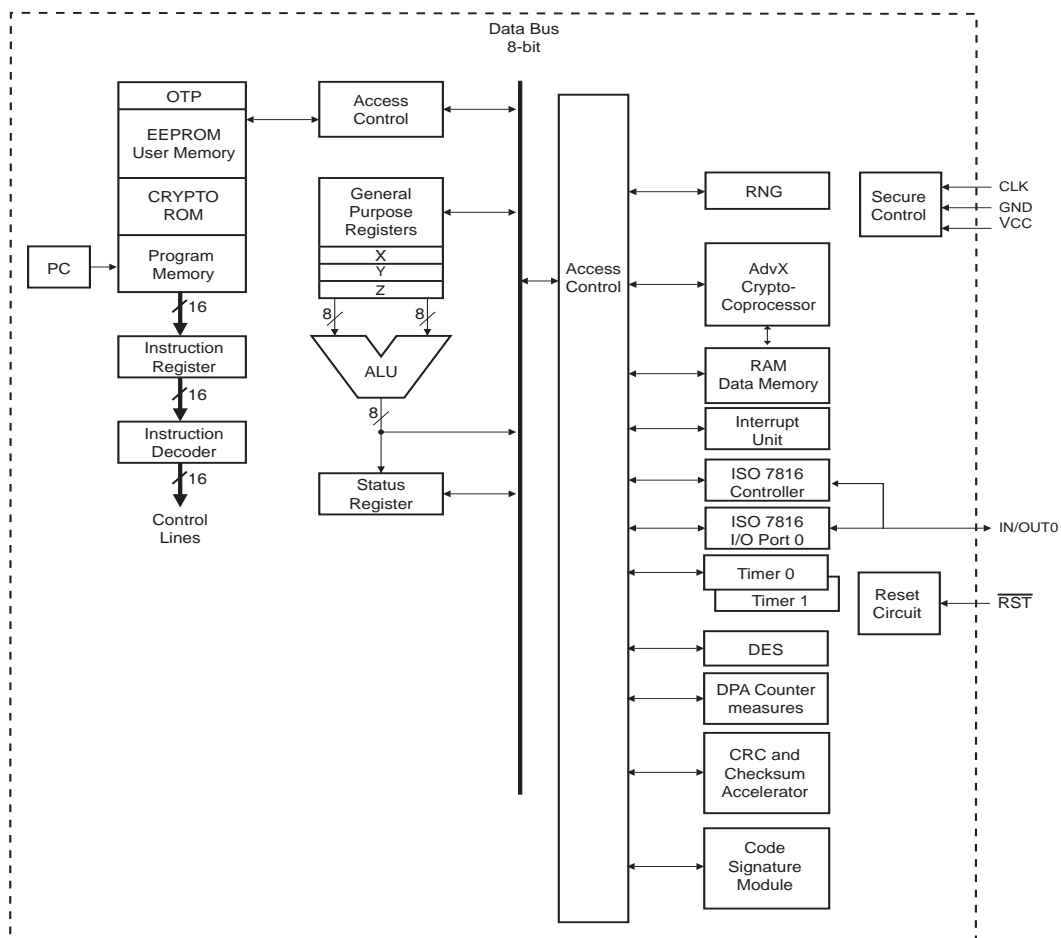 Data Bus
8-bit
OTP
EEPROM
User Memory
CRYPTO
ROM
Program
Memory
PC
16
Instruction
Register
16
Instruction
Decoder
16
Control
Lines
Access
Control
General
Purpose
Registers
X
Y
Z
8
8
ALU
8
Status
Register
Access
Control
RNG
AdvX
Crypto-
Coprocessor
RAM
Data Memory
Interrupt
Unit
ISO 7816
Controller
ISO 7816
I/O Port 0
Timer 0
Timer 1
DES
DPA Counter
measures
CRC and
Checksum
Accelerator
Code
Signature
Module
Secure
Control
CLK
GND
VCC
IN/OUT0
Reset
Circuit
RST